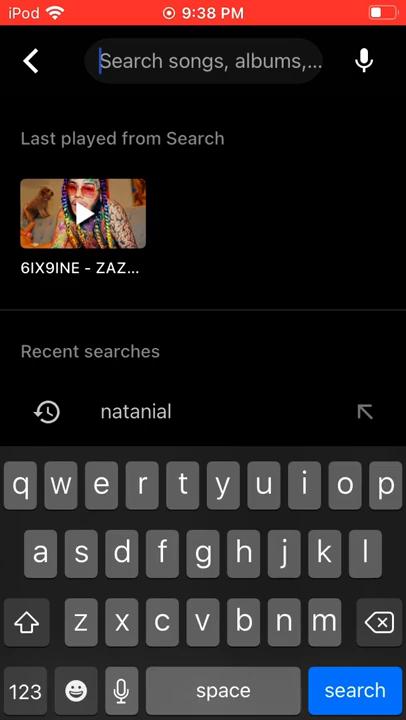 iPod 9:38 PM
Search songs, albums,...
Last played from Search
6IX9INE - ZAZ...
Recent searches
natanial
q w e r t y u i o p
a s d f g h j k l
z x c v b n m
123 space search